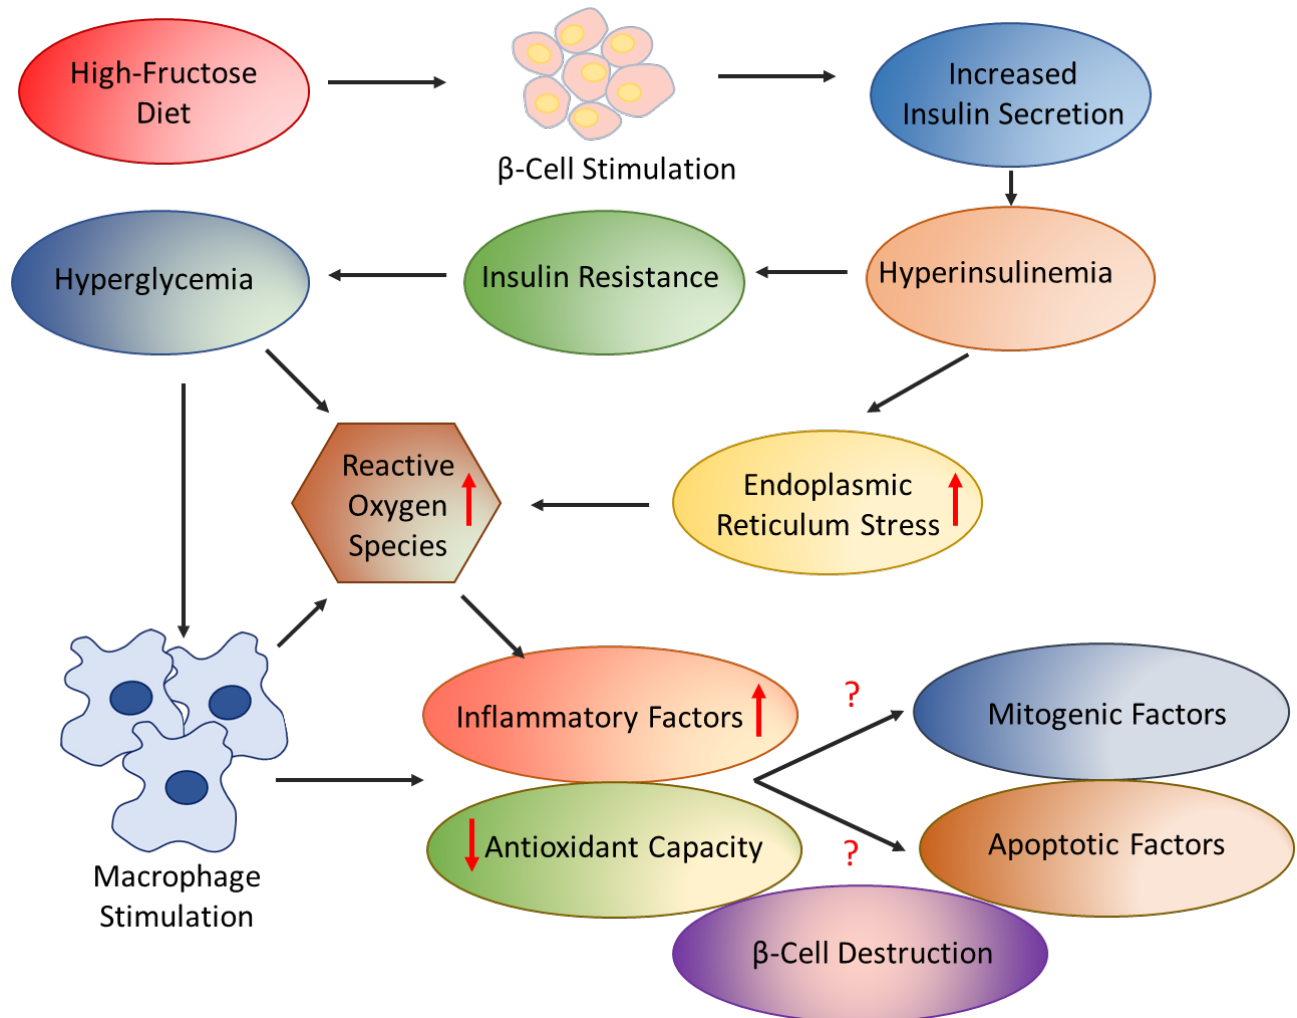 High-Fructose
Diet
β-Cell Stimulation
Increased
Insulin Secretion
Hyperglycemia
Insulin Resistance
Hyperinsulinemia
Reactive
Oxygen
Species
Endoplasmic
Reticulum Stress
Macrophage
Stimulation
Inflammatory Factors
Antioxidant Capacity
?
?
Mitogenic Factors
Apoptotic Factors
β-Cell Destruction